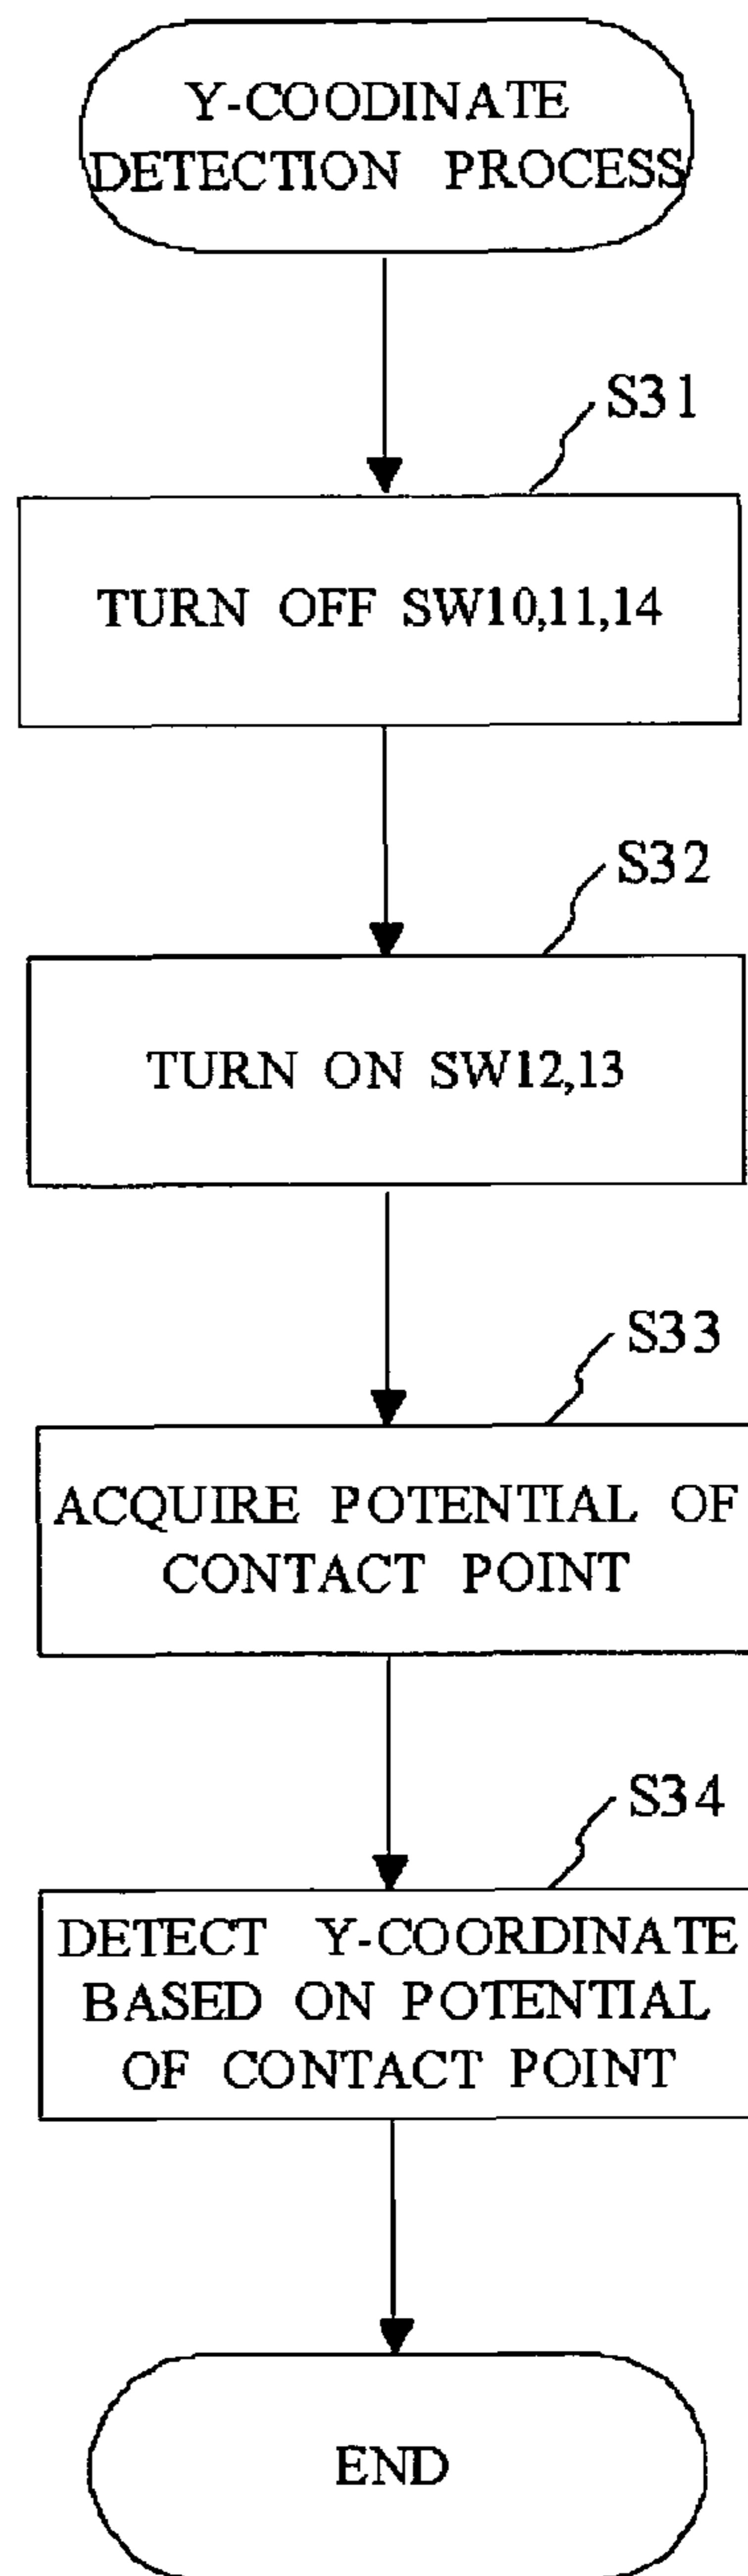 Y-COODINATE
DETECTION PROCESS
S31
TURN OFF SW10,11,14
S32
TURN ON SW12,13
S33
ACQUIRE POTENTIAL OF
CONTACT POINT
S34
DETECT Y-COORDINATE
BASED ON POTENTIAL
OF CONTACT POINT
END